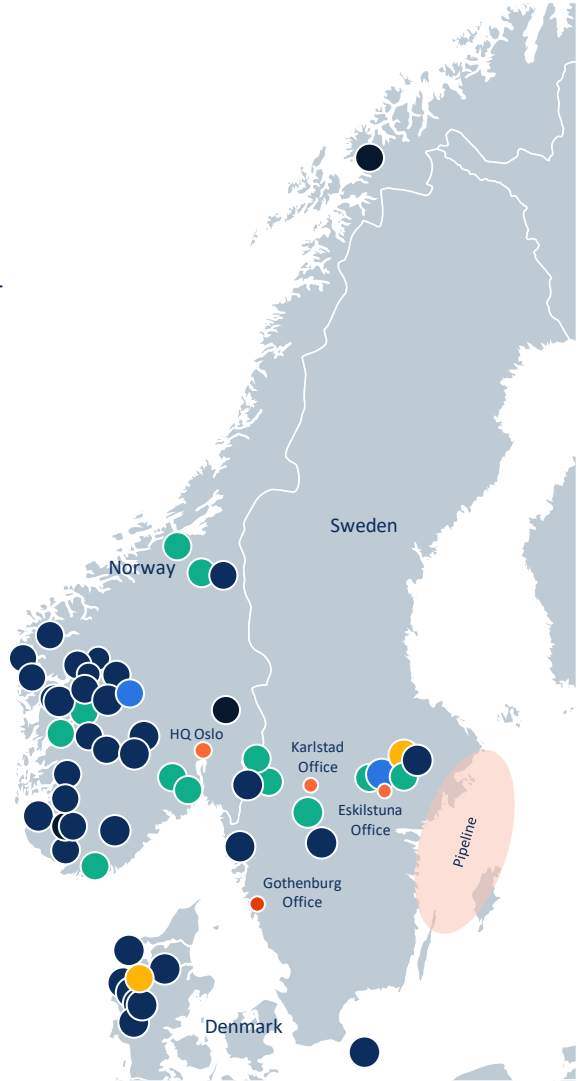 Sweden
Norway
HQ Oslo
Karlstad
Office
Eskilstuna
Office
Pipeline
Gothenburg
Office
Denmark